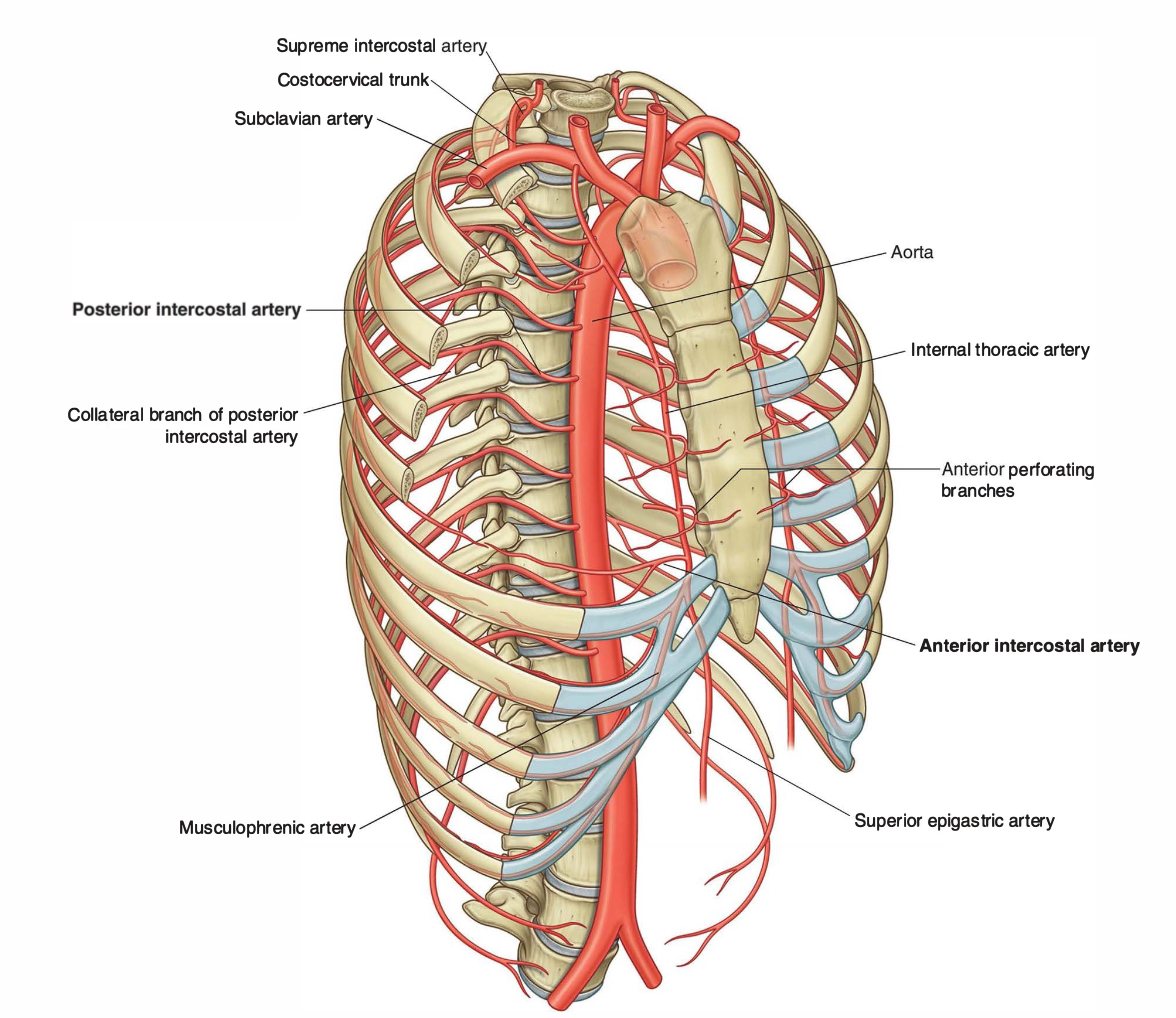 Supreme intercostal artery
Costocervical trunk
Subclavian artery
Aorta
Posterior intercostal artery
Internal thoracic artery
Collateral branch of posterior
intercostal artery
Anterior perforating
branches
Anterior intercostal artery
Superior epigastric artery
Musculophrenic artery